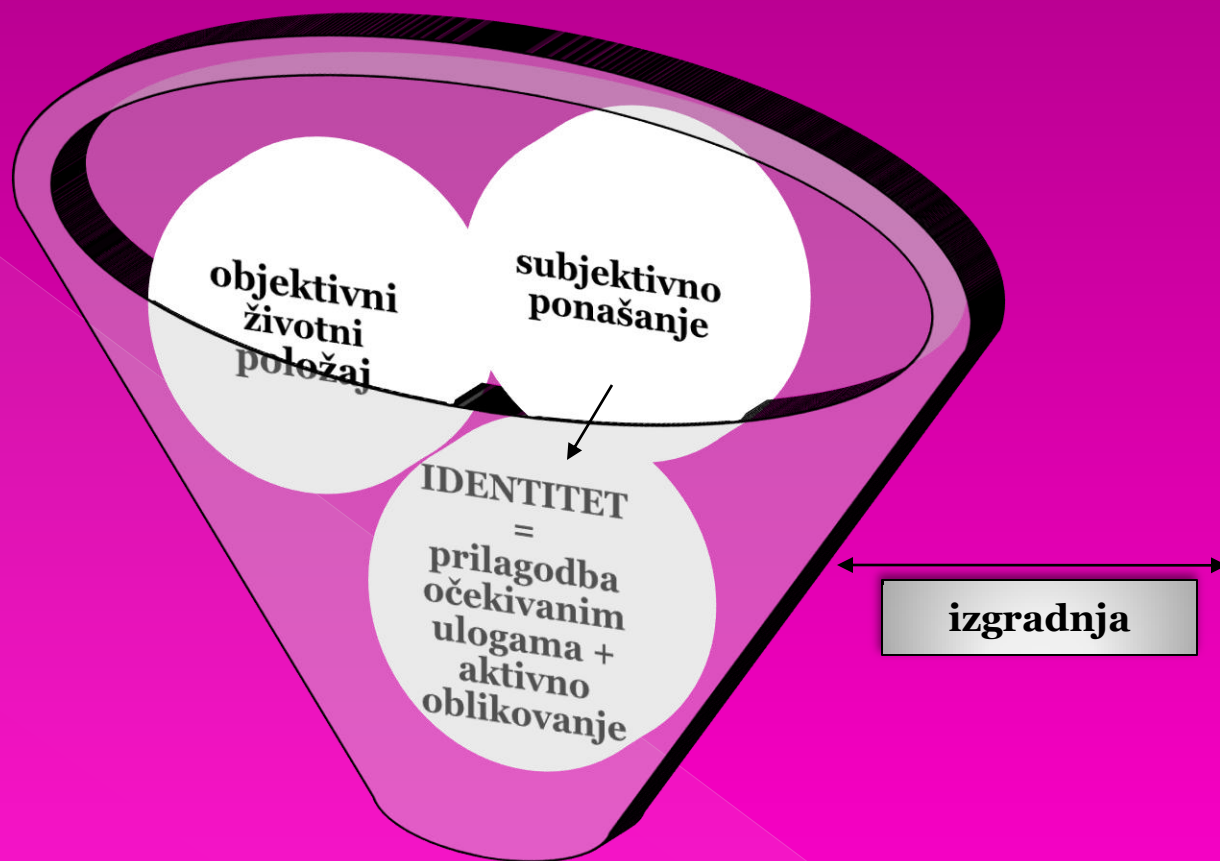 objektivni
životni
položaj
subjektivno
ponašanje
IDENTITET
=
prilagodba
očekivanim
ulogama +
aktivno
oblikovanje
izgradnja